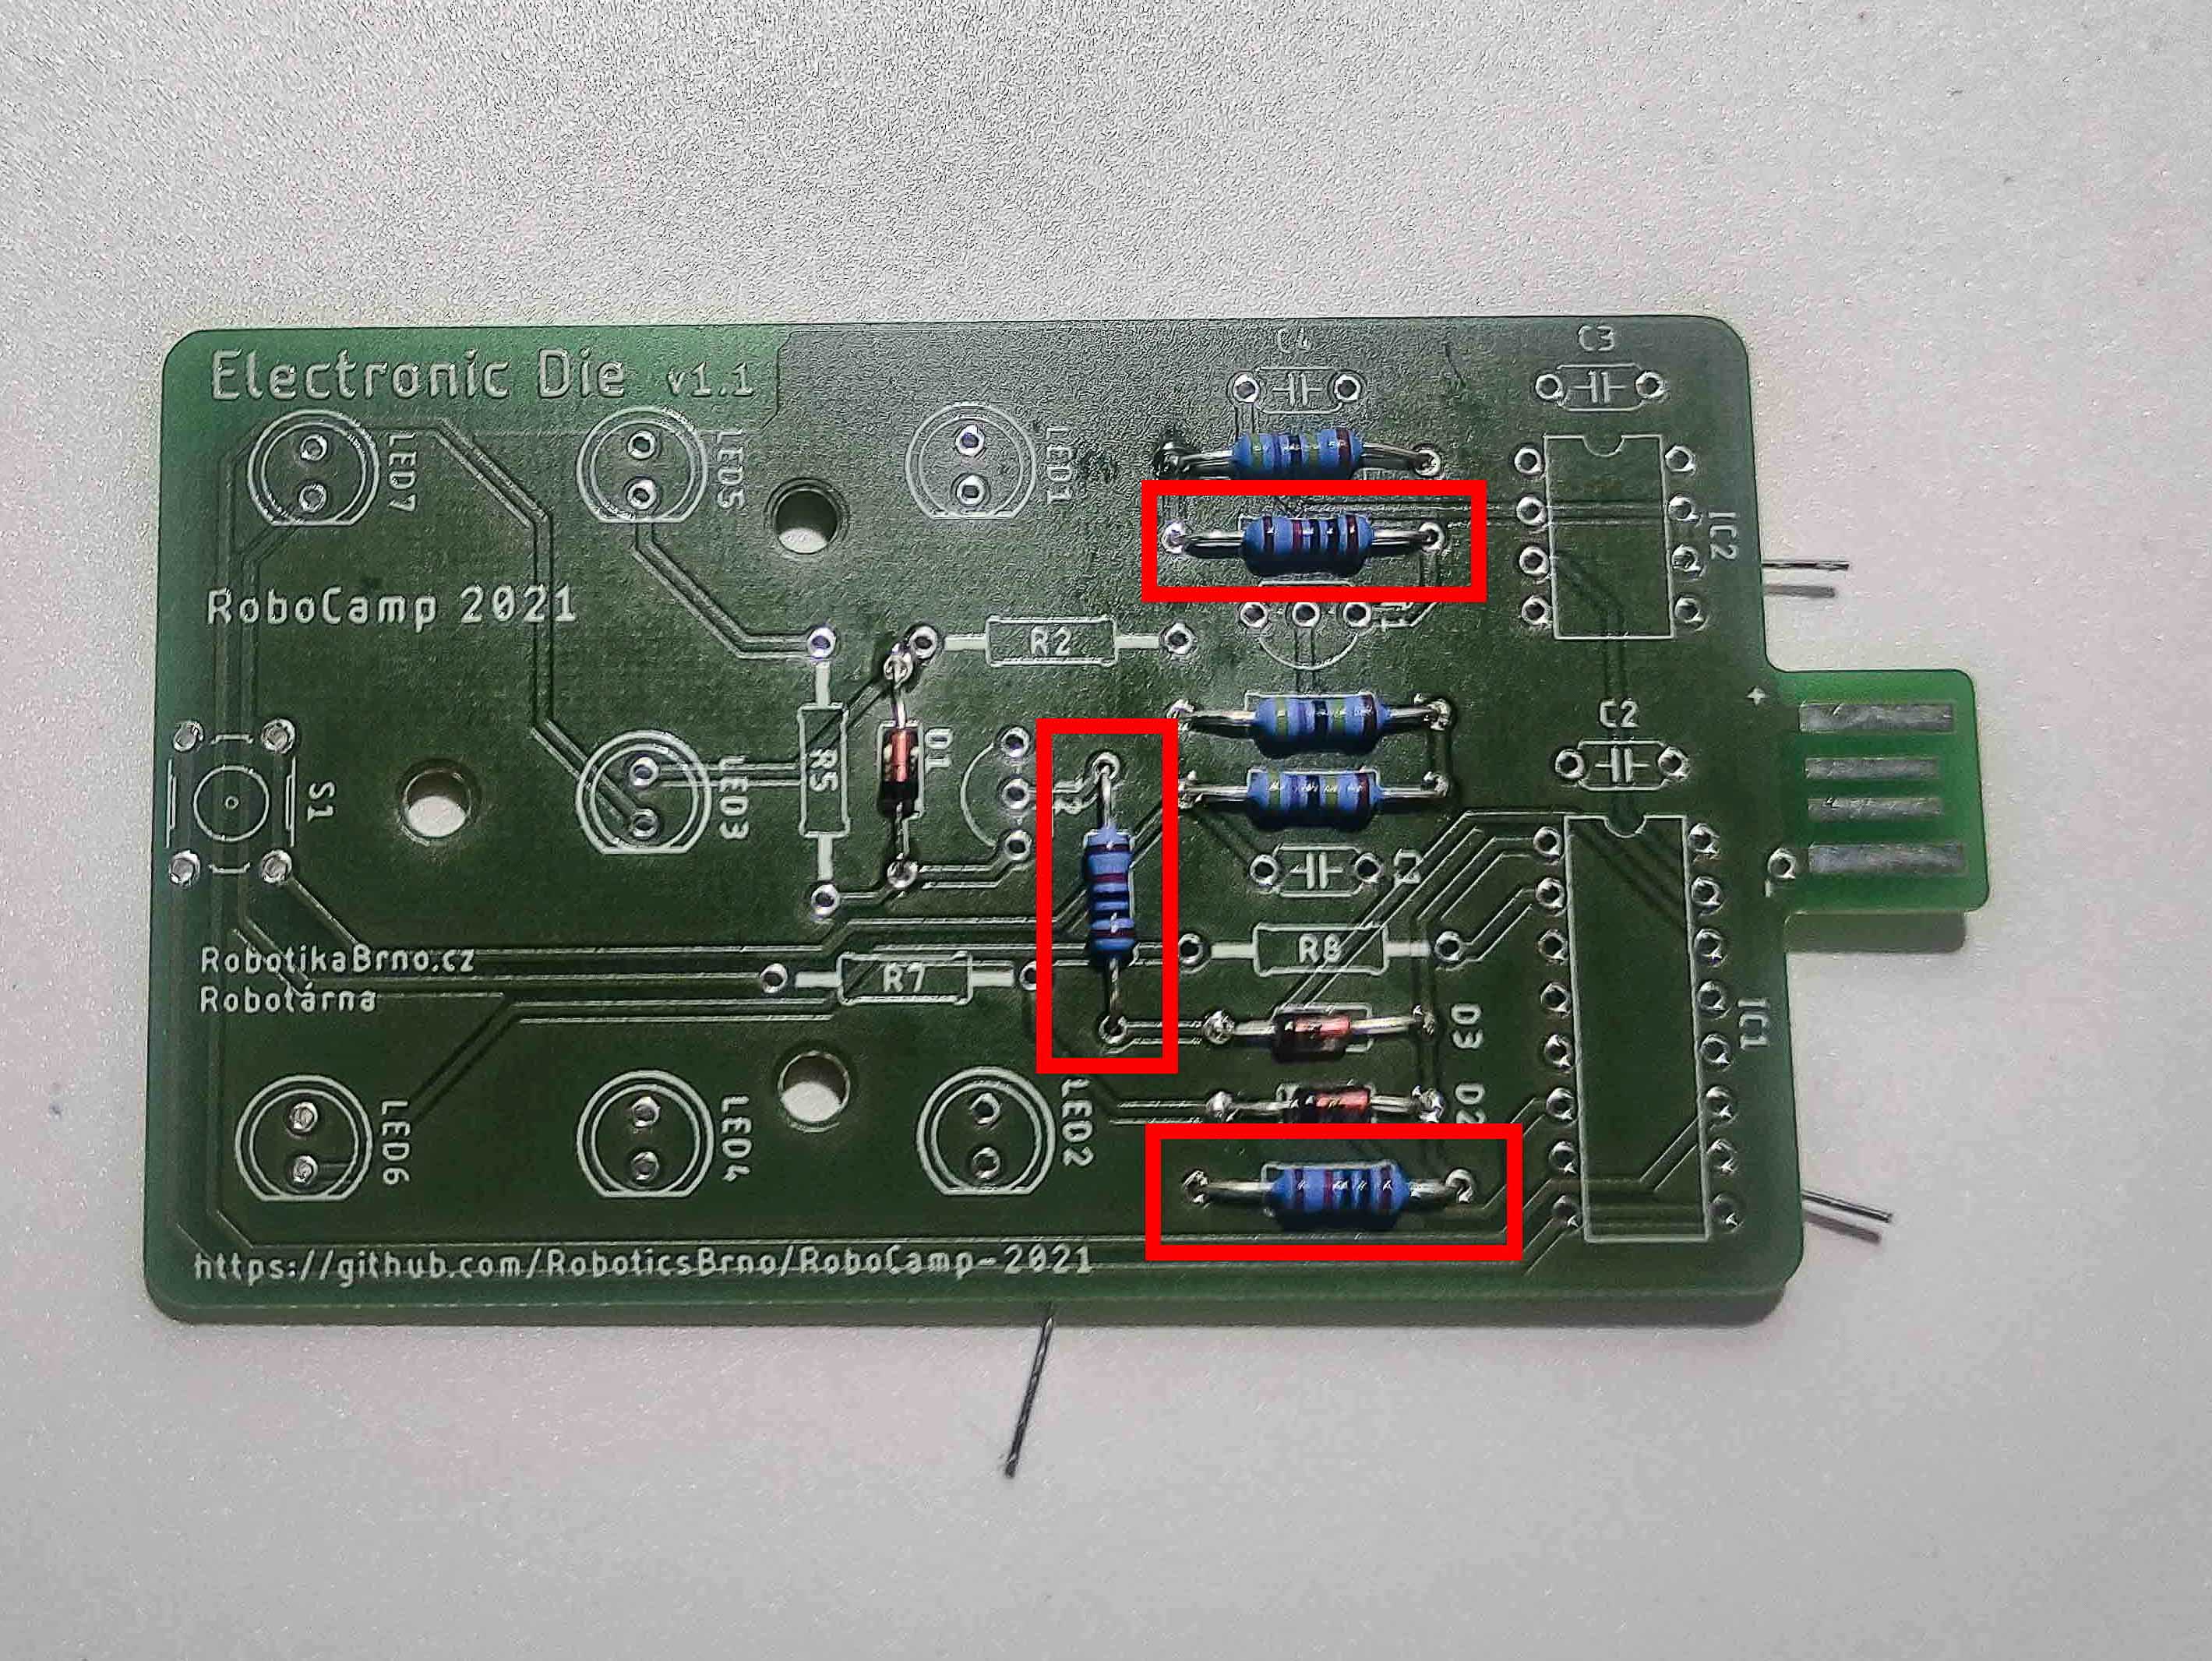 Electronic Die v1.1
C4
C3
LED7
LED5
LED1
IC2
RoboCamp 2021
R2
+
C2
S1
LED3
R5
D1
C1
RobotikaBrno.cz
Robotárna
R7
R8
D3
IC1
D2
LED6
LED4
LED2
https://github.com/RoboticsBrno/RoboCamp-2021